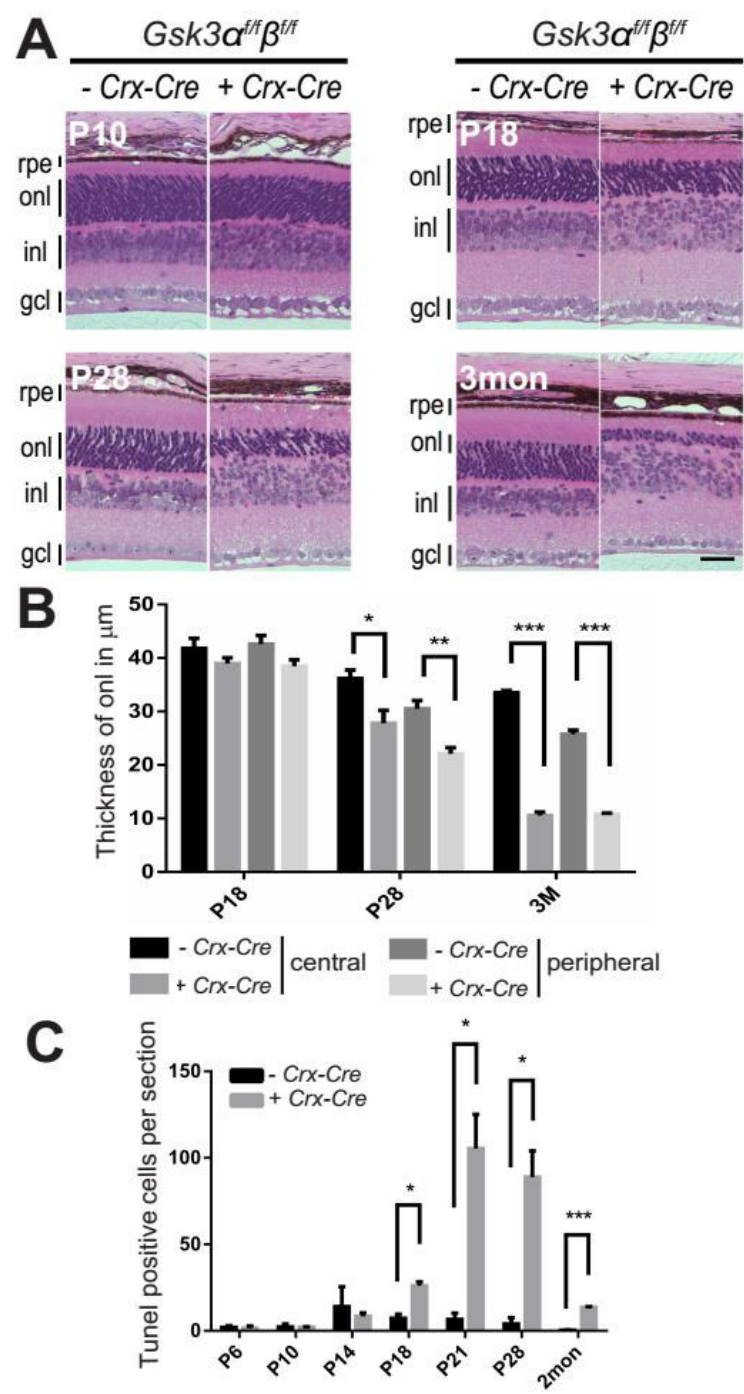 A
Gsk3αf/fβf/f
- Crx-Cre + Crx-Cre
P10
rpe
onl
inl
gcl
Gsk3αf/fβf/f
- Crx-Cre + Crx-Cre
P18
rpe
onl
inl
gcl
P28
rpe
onl
inl
gcl
3mon
rpe
onl
inl
gcl
B
Thickness of onl in μm
50
40
30
20
10
0
* ** *** ***
P18 P28 3M
- Crx-Cre
+ Crx-Cre
central
- Crx-Cre
+ Crx-Cre
peripheral
C
Tunel positive cells per section
150
100
50
0
- Crx-Cre
+ Crx-Cre
* * * ***
P6 P10 P14 P18 P21 P28 2mon